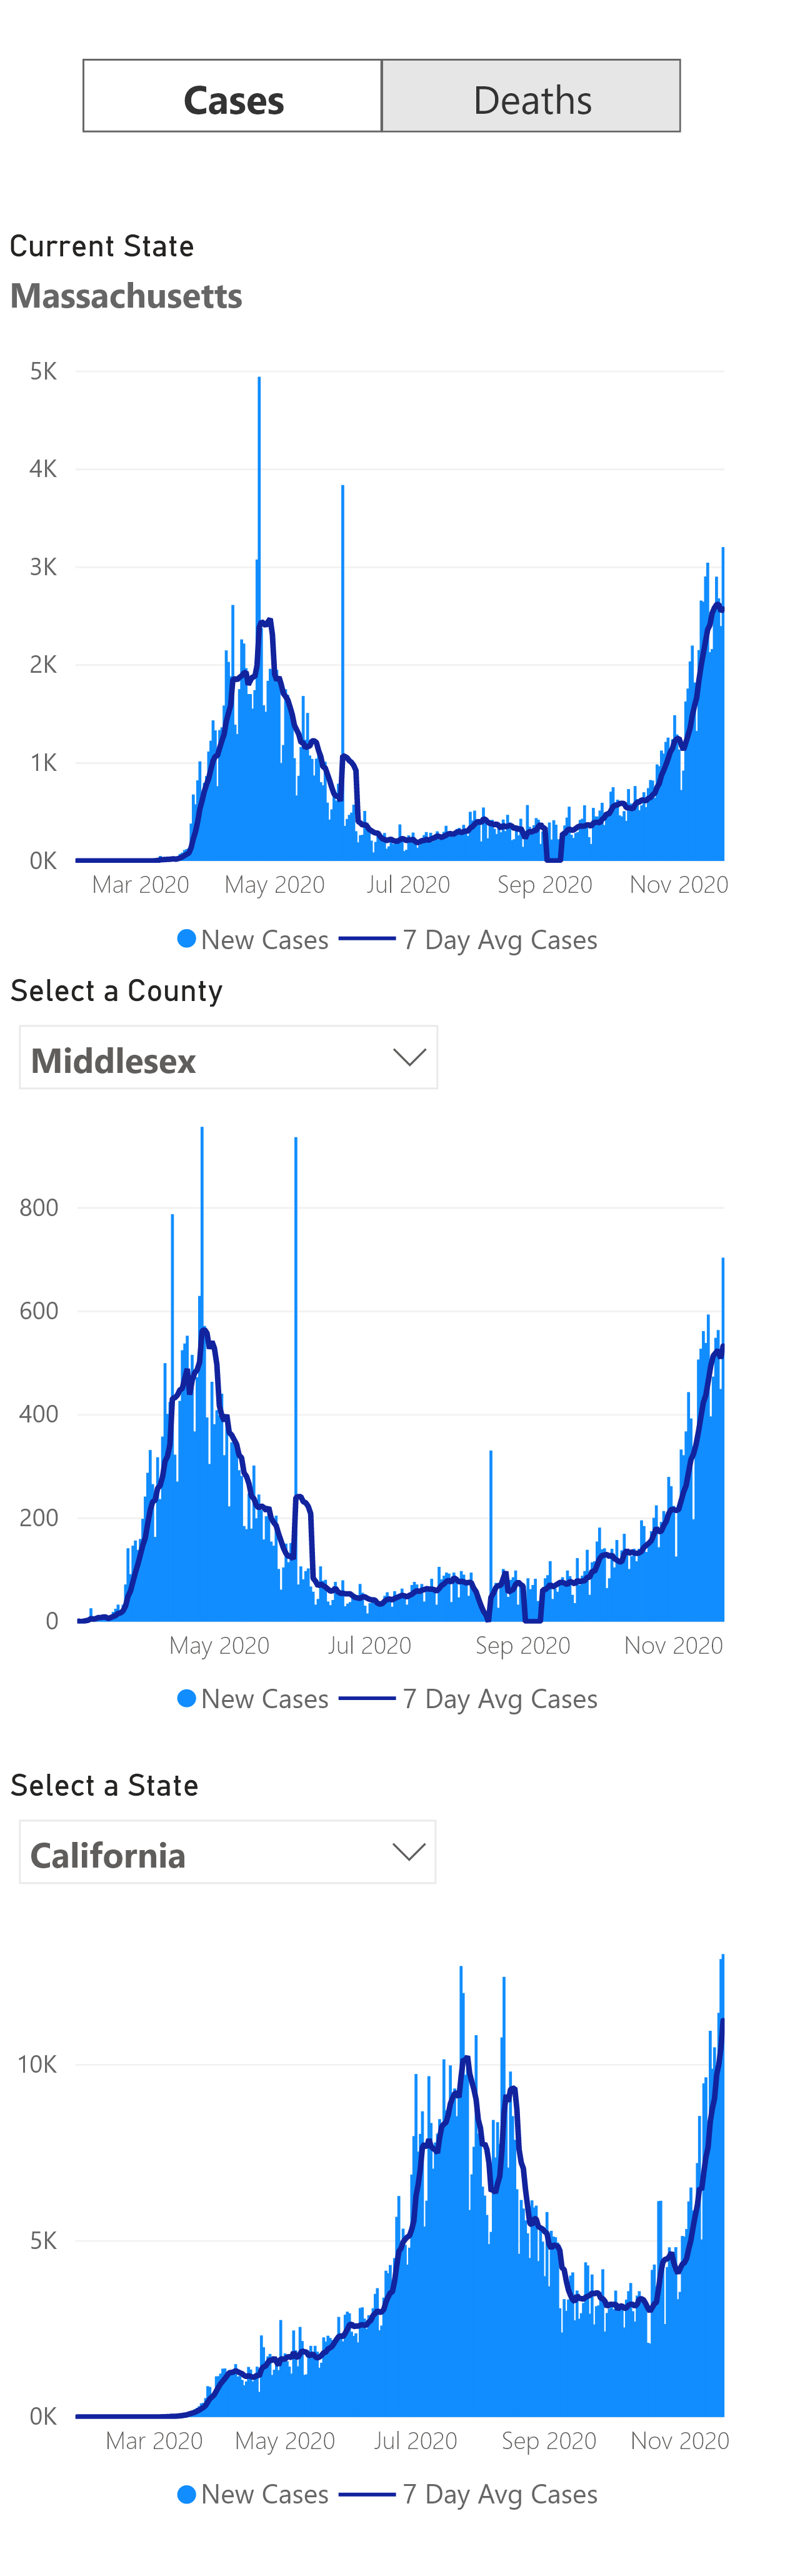 Cases Deaths
Current State
Massachusetts
5K
4K
3K
2K
1K
0K
Mar 2020 May 2020 Jul 2020 Sep 2020 Nov 2020
New Cases 7 Day Avg Cases
Select a County
Middlesex
800
600
400
200
0
May 2020 Jul 2020 Sep 2020 Nov 2020
New Cases 7 Day Avg Cases
Select a State
California
10K
5K
0K
Mar 2020 May 2020 Jul 2020 Sep 2020 Nov 2020
New Cases 7 Day Avg Cases